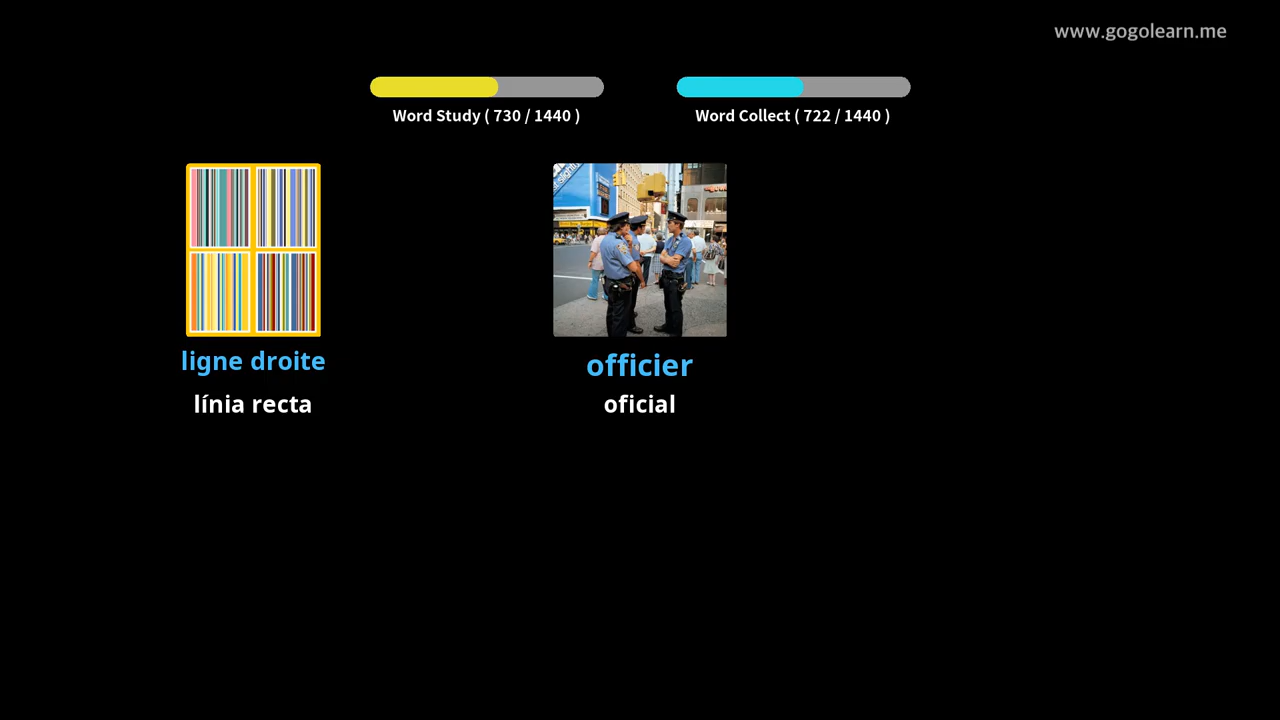 www.gogolearn.me
Word Study ( 730 / 1440 )
Word Collect ( 722 / 1440 )
ligne droite
línia recta
officier
oficial